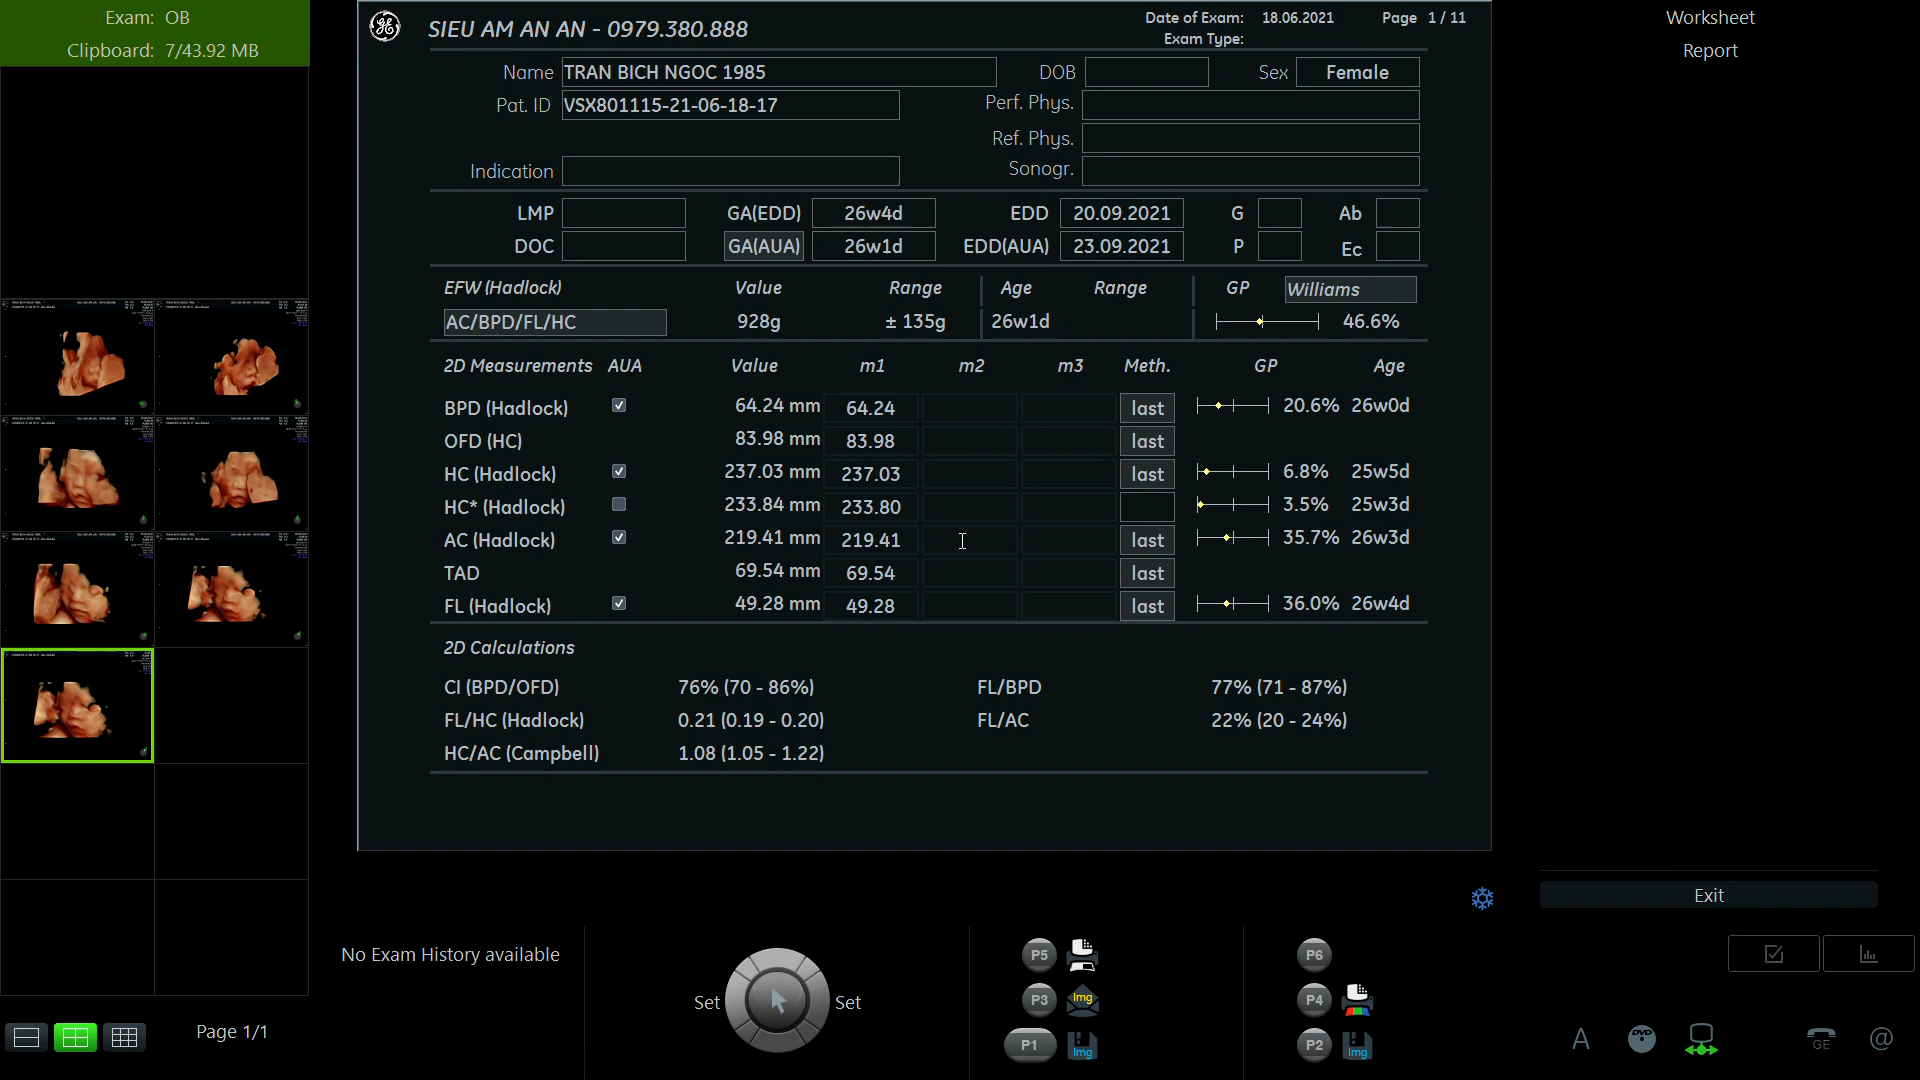 Exam: OB
Clipboard: 7/43.92 MB
SIEU AM AN AN - 0979.380.888
Date of Exam: 18.06.2021 Page 1 / 11
Exam Type:
Name TRAN BICH NGOC 1985 DOB Sex Female
Pat. ID VSX801115-21-06-18-17 Perf. Phys.
Ref. Phys.
Indication Sonogr.
LMP GA(EDD) 26w4d EDD 20.09.2021 G Ab
DOC GA(AUA) 26w1d EDD(AUA) 23.09.2021 P Ec
EFW (Hadlock) Value Range Age Range GP Williams
AC/BPD/FL/HC 928g ± 135g 26w1d 46.6%
2D Measurements AUA Value m1 m2 m3 Meth. GP Age
BPD (Hadlock) 64.24 mm 64.24 last 20.6% 26w0d
OFD (HC) 83.98 mm 83.98 last
HC (Hadlock) 237.03 mm 237.03 last 6.8% 25w5d
HC* (Hadlock) 233.84 mm 233.80 3.5% 25w3d
AC (Hadlock) 219.41 mm 219.41 last 35.7% 26w3d
TAD 69.54 mm 69.54 last
FL (Hadlock) 49.28 mm 49.28 last 36.0% 26w4d
2D Calculations
CI (BPD/OFD) 76% (70 - 86%) FL/BPD 77% (71 - 87%)
FL/HC (Hadlock) 0.21 (0.19 - 0.20) FL/AC 22% (20 - 24%)
HC/AC (Campbell) 1.08 (1.05 - 1.22)
Worksheet
Report
Exit
No Exam History available
Set Set
P5 P6
P3 Img P4
P1 Img P2 Img
Page 1/1
A DVD GE @